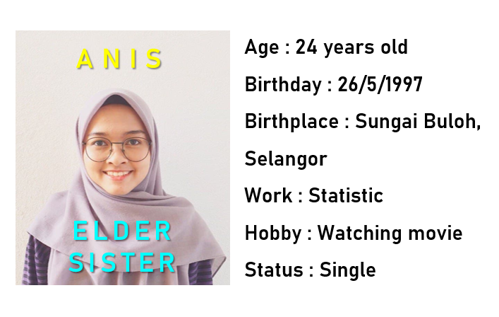 ANIS
ELDER
SISTER
Age : 24 years old
Birthday : 26/5/1997
Birthplace : Sungai Buloh,
Selangor
Work : Statistic
Hobby : Watching movie
Status : Single